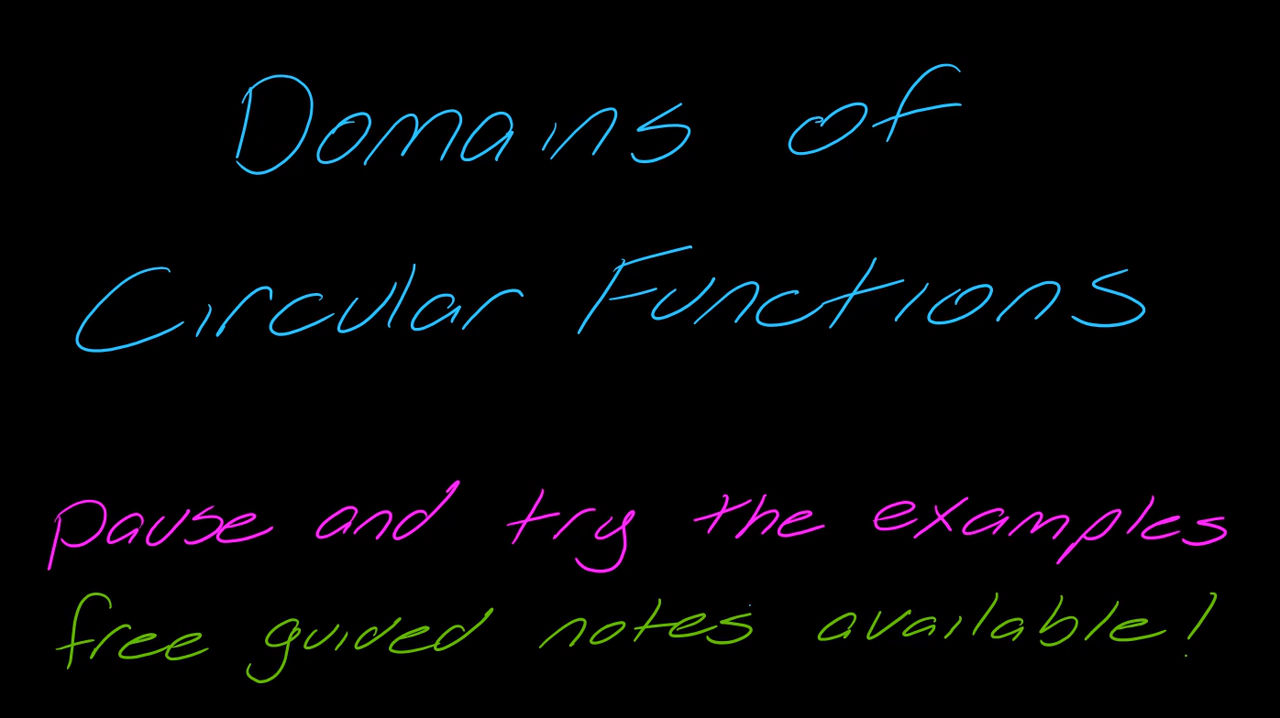 Domains of
Circular Functions
pause and try the examples
free guided notes available!